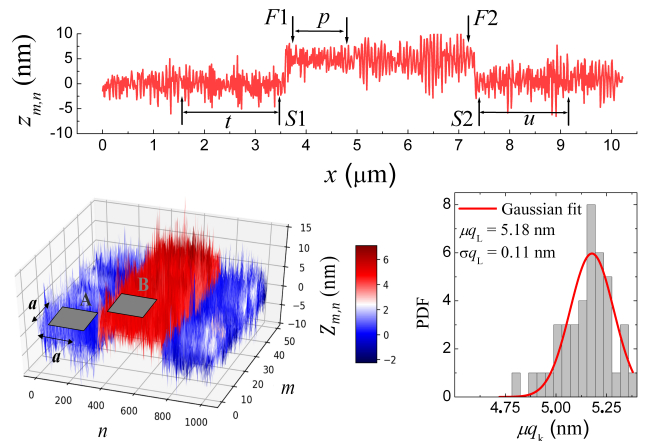 F1
p
F2
10
5
0
-5
-10
z_{m,n} (nm)
t
S1
S2
u
0 1 2 3 4 5 6 7 8 9 10
x (μm)
15
10
5
0
−5
−10
A
B
a
a
0 200 400 600 800 1000
n
0 10 20 30 40 50
m
6
4
2
0
−2
Z_{m,n} (nm)
8
6
4
2
0
PDF
Gaussian fit
μq_L = 5.18 nm
σq_L = 0.11 nm
4.75 5.00 5.25
μq_k (nm)